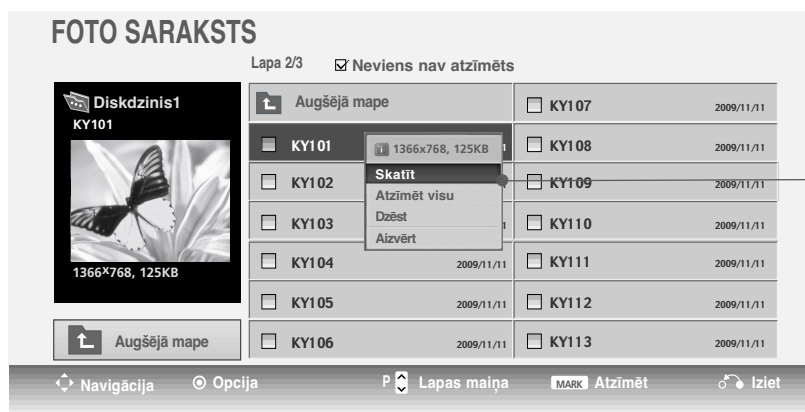 FOTO SARAKSTS
Lapa 2/3 Neviens nav atzīmēts
Diskdzinis1
KY101
1366x768, 125KB
Augšējā mape
Augšējā mape
KY101
KY102
KY103
KY104 2009/11/11
KY105 2009/11/11
KY106 2009/11/11
1366x768, 125KB
Skatīt
Atzīmēt visu
Dzēst
Aizvērt
KY107 2009/11/11
KY108 2009/11/11
KY109 2009/11/11
KY110 2009/11/11
KY111 2009/11/11
KY112 2009/11/11
KY113 2009/11/11
Navigācija Opcija P Lapas maiņa MARK Atzīmēt Iziet